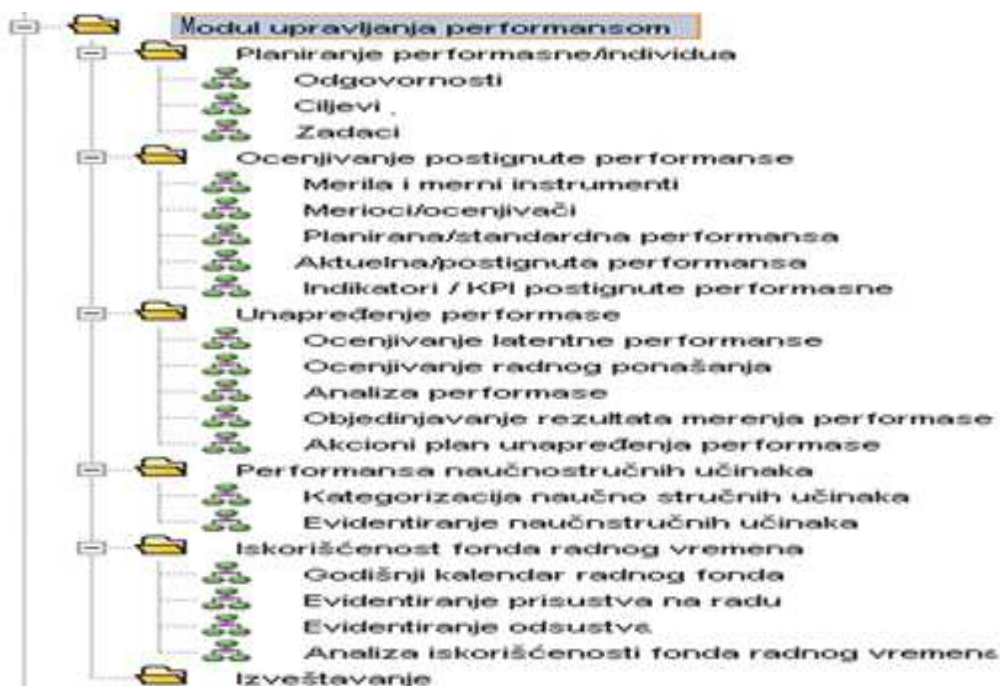 Modul upravljanja performansom
Planiranje performasne/individua
Odgovornosti
Ciljevi
Zadaci
Ocenjivanje postignute performanse
Merila i merni instrumenti
Merioci/ocenjivači
Planirana/standardna performansa
Aktuelna/postignuta performansa
Indikatori / KPI postignute performasne
Unapređenje performase
Ocenjivanje latentne performanse
Ocenjivanje radnog ponašanja
Analiza performase
Objedinjavanje rezultata merenja performase
Akcioni plan unapređenja performase
Performansa naučnostručnih učinaka
Kategorizacija naučno stručnih učinaka
Evidentiranje naučnstručnih učinaka
Iskorišćenost fonda radnog vremena
Godišnji kalendar radnog fonda
Evidentiranje prisustva na radu
Evidentiranje odsustva
Analiza iskorišćenosti fonda radnog vremena
Izveštavanje